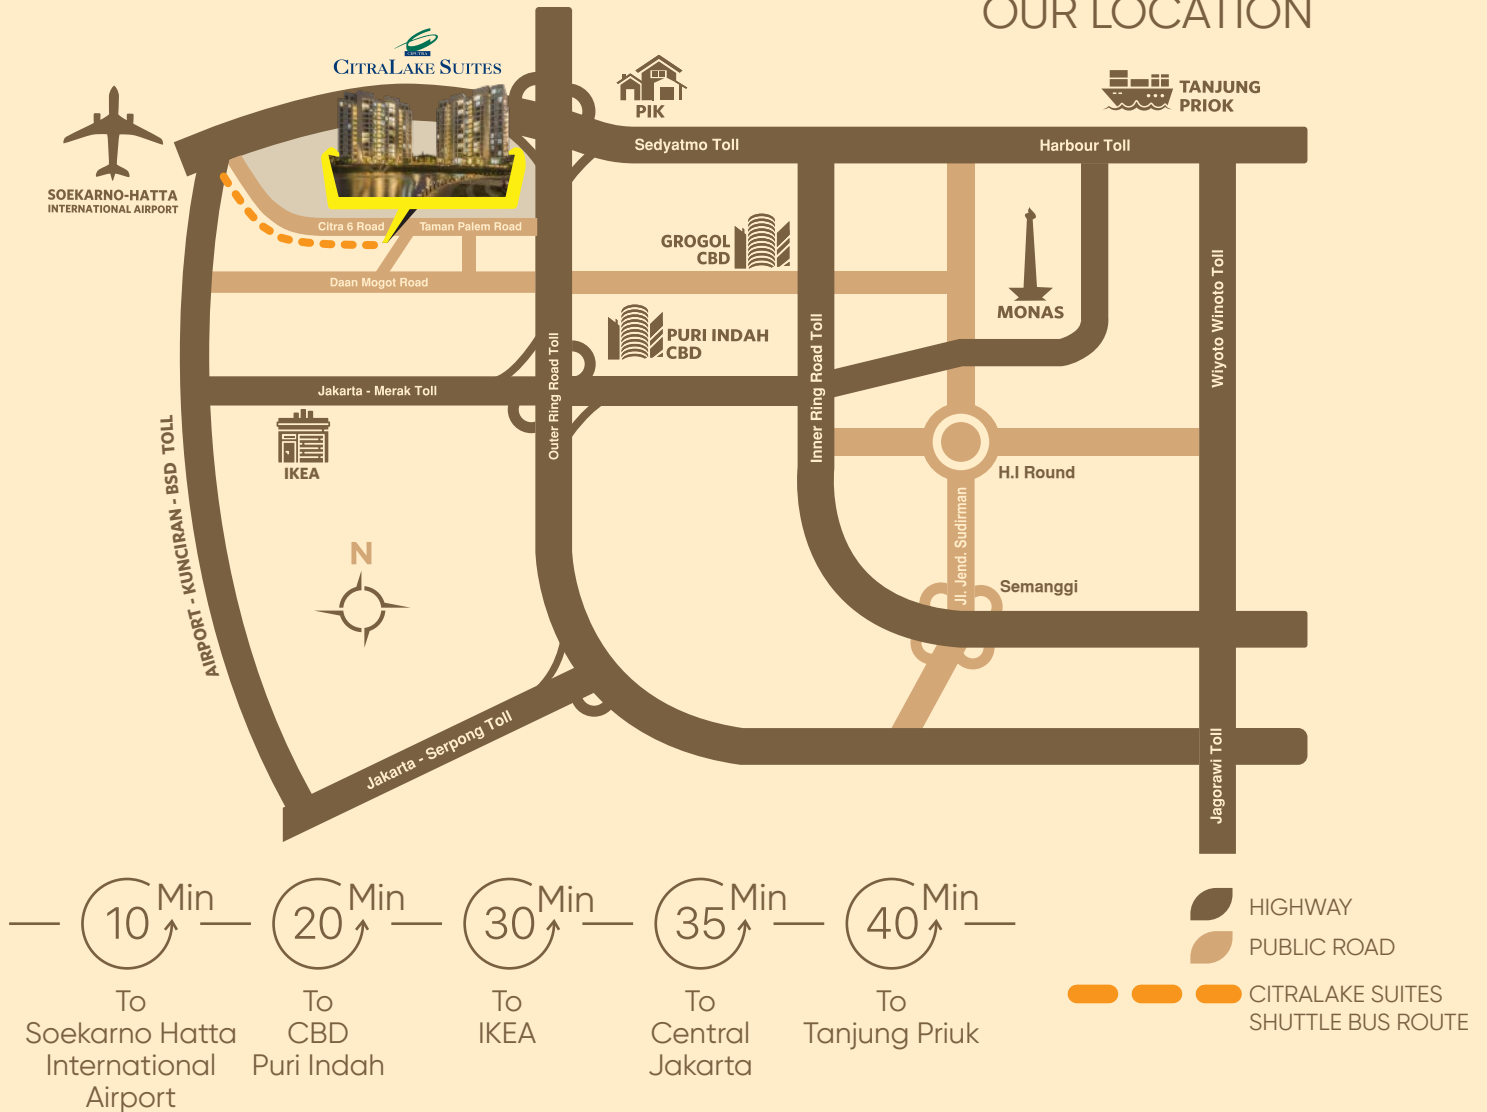 OUR LOCATION
CIPUTRA
CITRALAKE SUITES
PIK
TANJUNG
PRIOK
SOEKARNO-HATTA
INTERNATIONAL AIRPORT
Sedyatmo Toll
Harbour Toll
Citra 6 Road
Taman Palem Road
GROGOL
CBD
Daan Mogot Road
MONAS
PURI INDAH
CBD
Wiyoto Winoto Toll
Jakarta - Merak Toll
Outer Ring Road Toll
Inner Ring Road Toll
IKEA
H.I Round
AIRPORT - KUNCIRAN - BSD TOLL
N
Jl. Jend. Sudirman
Semanggi
Jakarta - Serpong Toll
Jagorawi Toll
10 Min
To
Soekarno Hatta
International
Airport
20 Min
To
CBD
Puri Indah
30 Min
To
IKEA
35 Min
To
Central
Jakarta
40 Min
To
Tanjung Priuk
HIGHWAY
PUBLIC ROAD
CITRALAKE SUITES
SHUTTLE BUS ROUTE